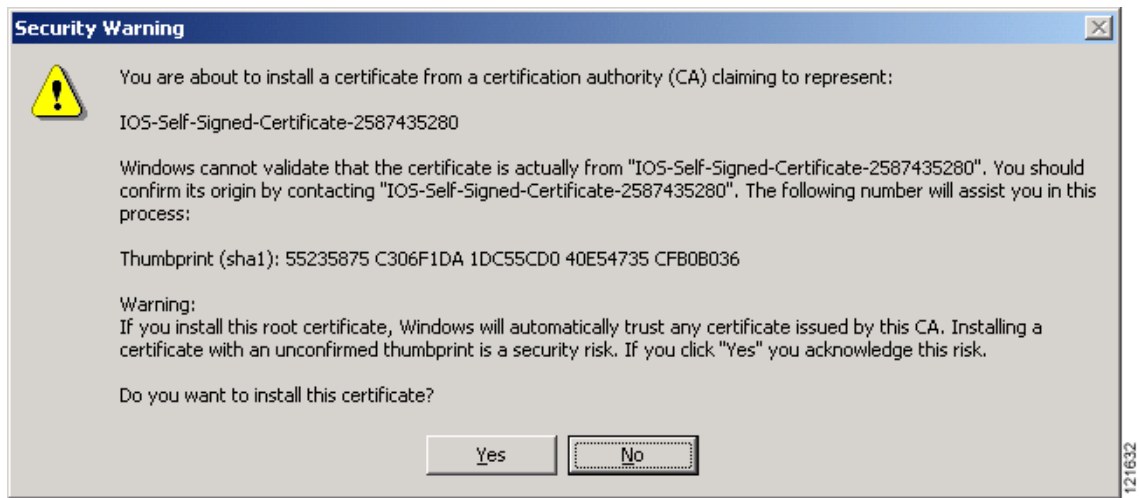 Security Warning
You are about to install a certificate from a certification authority (CA) claiming to represent:
IOS-Self-Signed-Certificate-2587435280
Windows cannot validate that the certificate is actually from "IOS-Self-Signed-Certificate-2587435280". You should
confirm its origin by contacting "IOS-Self-Signed-Certificate-2587435280". The following number will assist you in this
process:
Thumbprint (sha1): 55235875 C306F1DA 1DC55CD0 40E54735 CFB0B036
Warning:
If you install this root certificate, Windows will automatically trust any certificate issued by this CA. Installing a
certificate with an unconfirmed thumbprint is a security risk. If you click "Yes" you acknowledge this risk.
Do you want to install this certificate?
Yes
No
121632